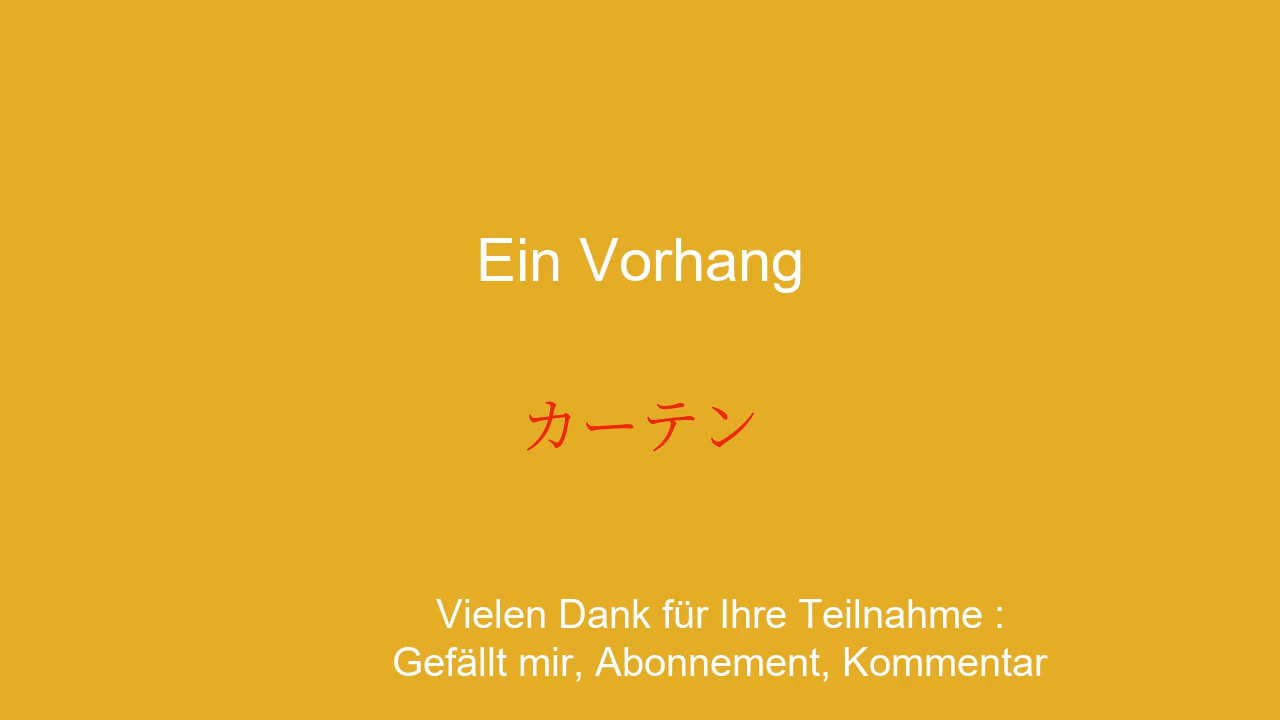 Ein Vorhang
カーテン
Vielen Dank für Ihre Teilnahme :
Gefällt mir, Abonnement, Kommentar